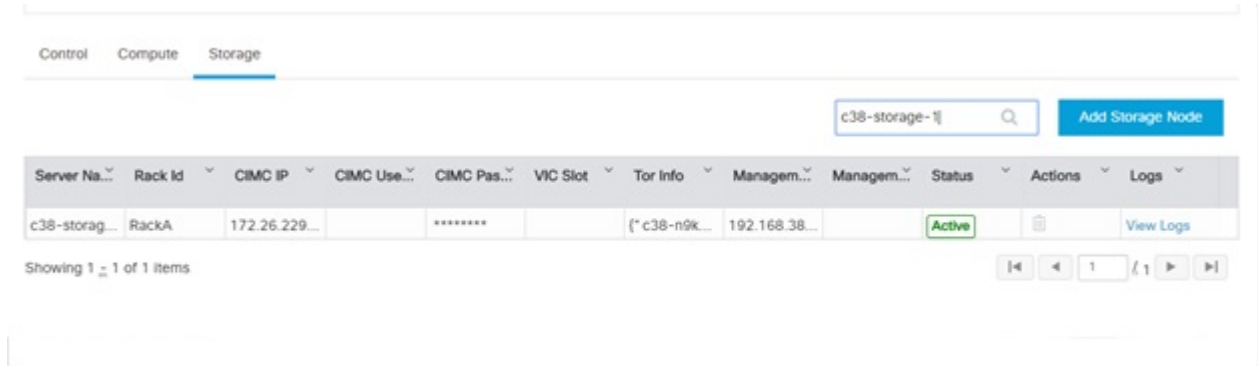 Control Compute Storage
c38-storage-1 Add Storage Node
Server Na... Rack Id CIMC IP CIMC Use... CIMC Pas... VIC Slot Tor Info Managem... Managem... Status Actions Logs
c38-storag... RackA 172.26.229... ******** {"c38-n9k... 192.168.38... Active View Logs
Showing 1 - 1 of 1 items 1 / 1